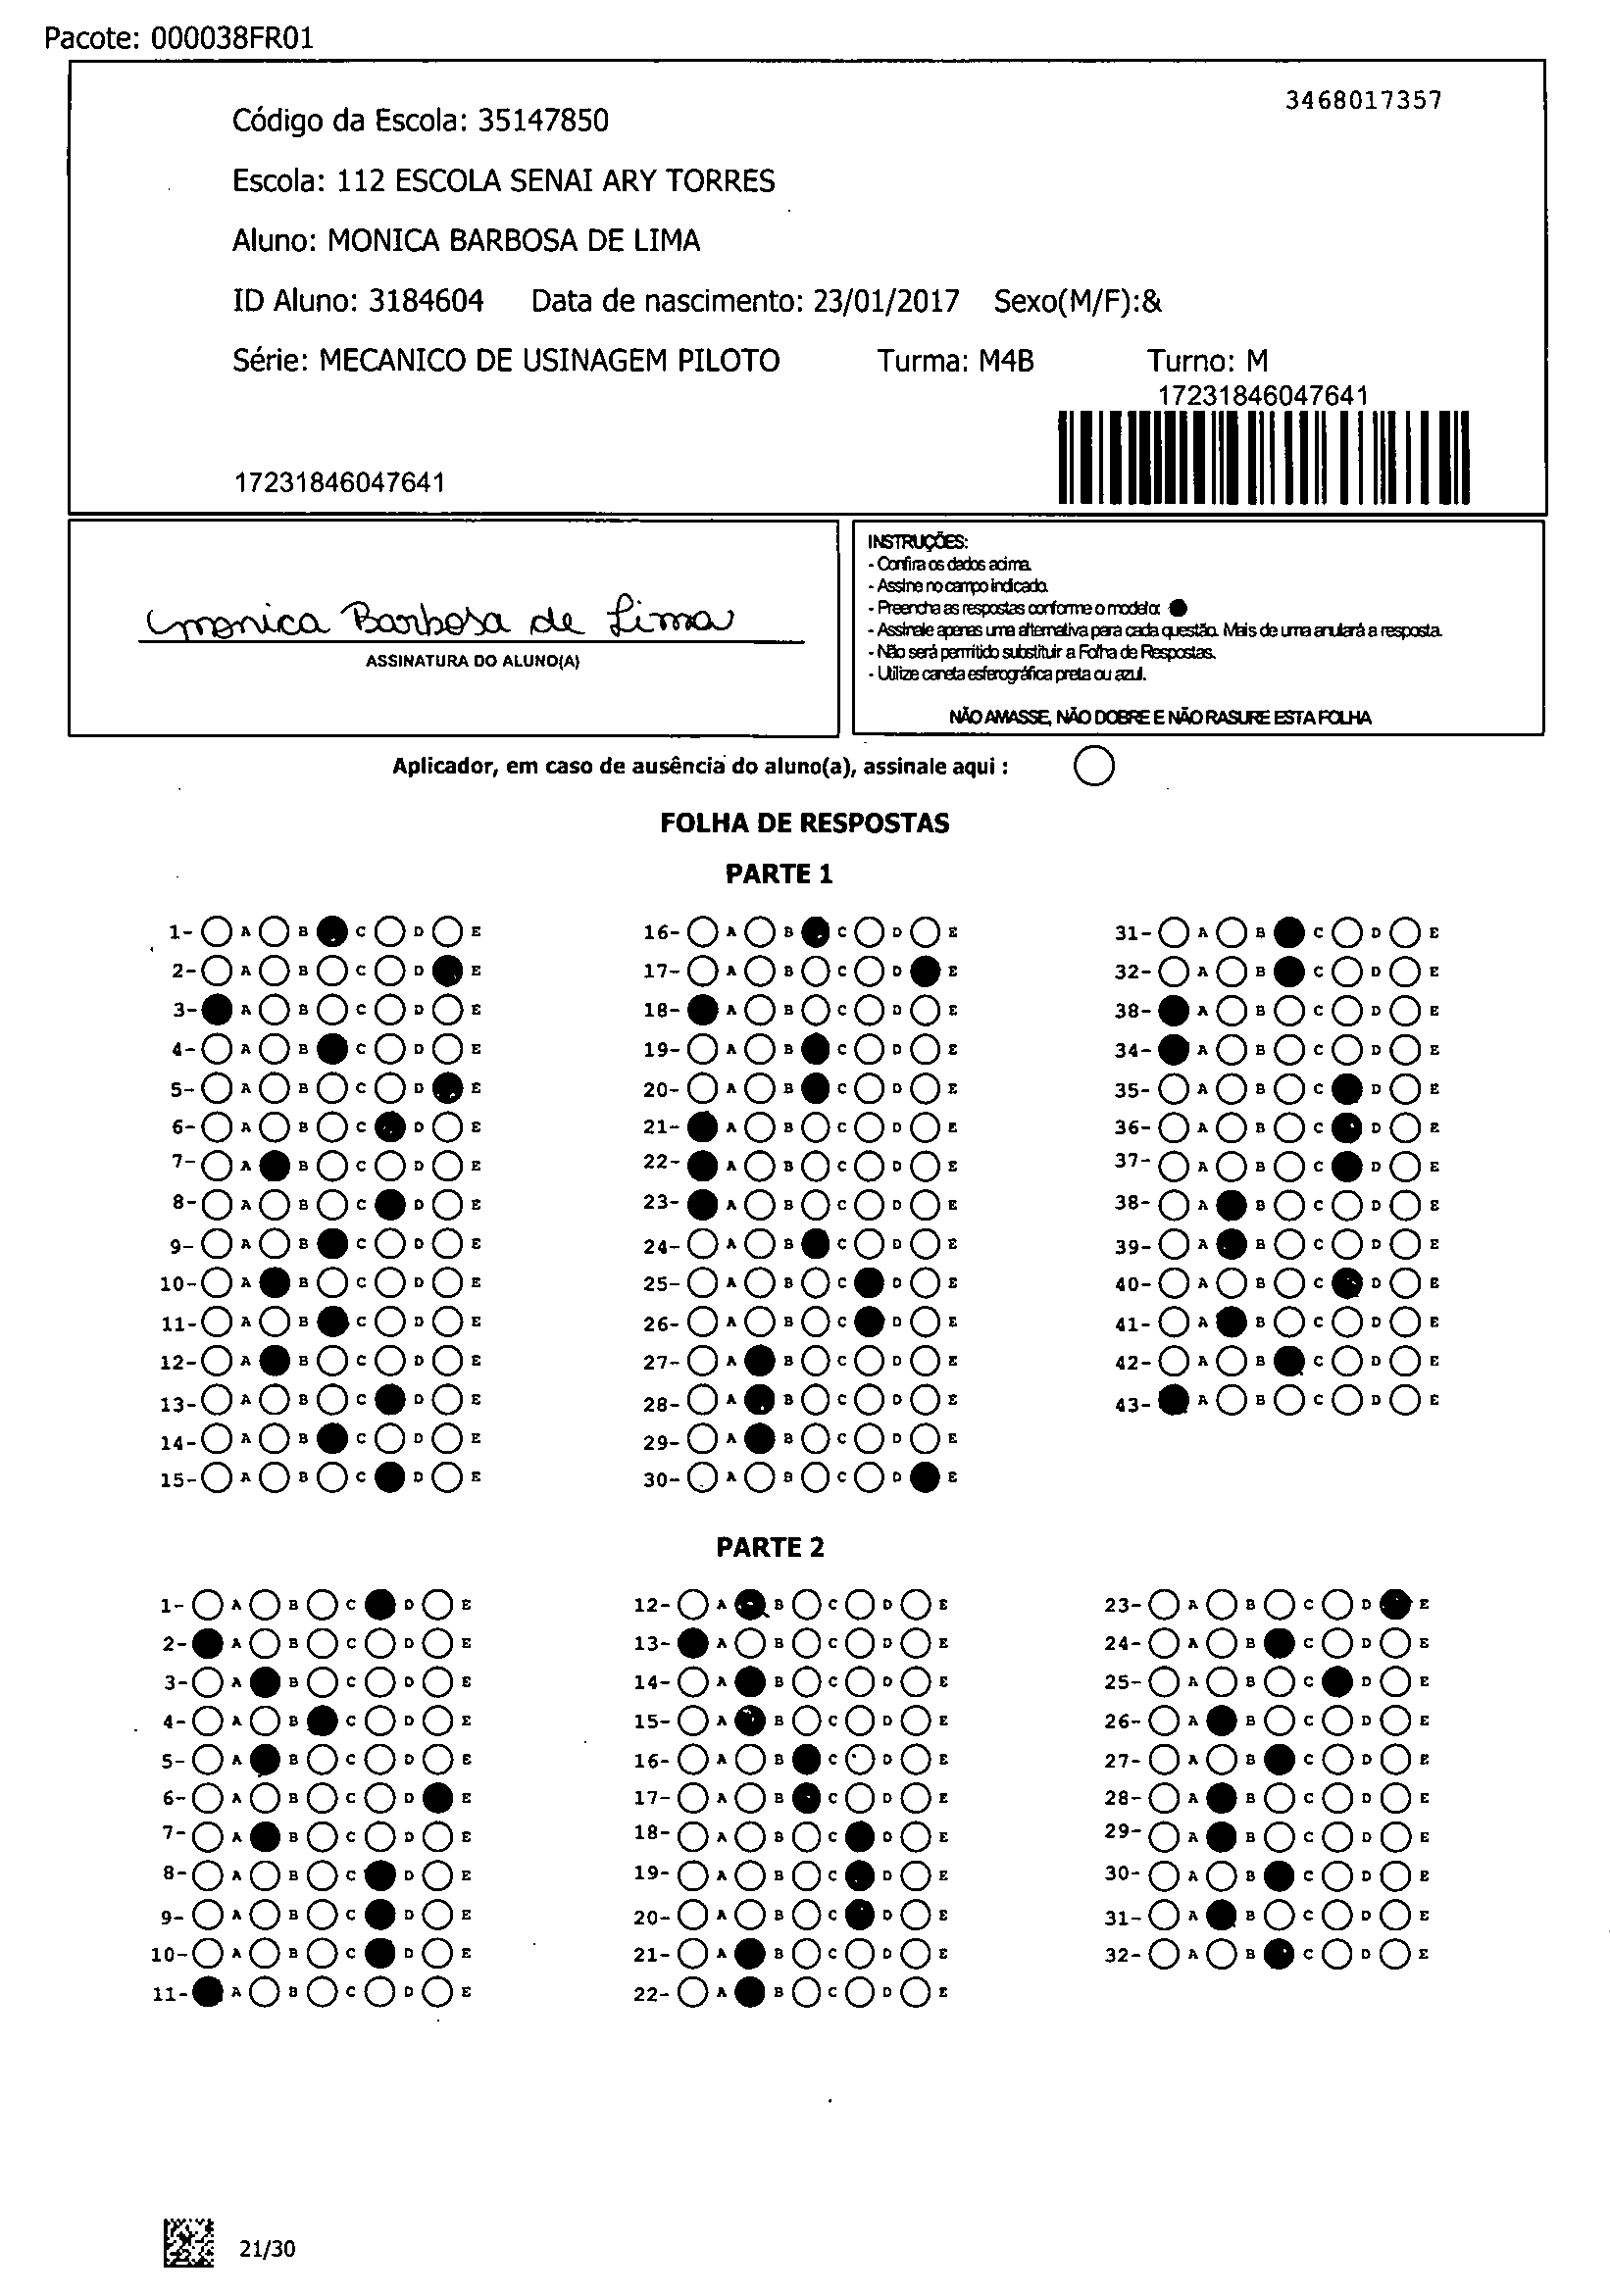 Pacote: 000038FR01
3468017357
Código da Escola: 35147850
Escola: 112 ESCOLA SENAI ARY TORRES
Aluno: MONICA BARBOSA DE LIMA
ID Aluno: 3184604 Data de nascimento: 23/01/2017 Sexo(M/F):&
Série: MECANICO DE USINAGEM PILOTO Turma: M4B Turno: M
17231846047641
17231846047641
Monica Barbosa de Lima
ASSINATURA DO ALUNO(A)
INSTRUÇÕES:
- Confira os dados acima.
- Assine no campo indicado.
- Preencha as respostas conforme o modelo:
- Assinale apenas uma alternativa para cada questão. Mais de uma anulará a resposta.
- Não será permitido substituir a Folha de Respostas.
- Utilize caneta esferográfica preta ou azul.
NÃO AMASSE, NÃO DOBRE E NÃO RASURE ESTA FOLHA
Aplicador, em caso de ausência do aluno(a), assinale aqui :
FOLHA DE RESPOSTAS
PARTE 1
1- A B C D E 16- A B C D E 31- A B C D E
2- A B C D E 17- A B C D E 32- A B C D E
3- A B C D E 18- A B C D E 38- A B C D E
4- A B C D E 19- A B C D E 34- A B C D E
5- A B C D E 20- A B C D E 35- A B C D E
6- A B C D E 21- A B C D E 36- A B C D E
7- A B C D E 22- A B C D E 37- A B C D E
8- A B C D E 23- A B C D E 38- A B C D E
9- A B C D E 24- A B C D E 39- A B C D E
10- A B C D E 25- A B C D E 40- A B C D E
11- A B C D E 26- A B C D E 41- A B C D E
12- A B C D E 27- A B C D E 42- A B C D E
13- A B C D E 28- A B C D E 43- A B C D E
14- A B C D E 29- A B C D E
15- A B C D E 30- A B C D E
PARTE 2
1- A B C D E 12- A B C D E 23- A B C D E
2- A B C D E 13- A B C D E 24- A B C D E
3- A B C D E 14- A B C D E 25- A B C D E
4- A B C D E 15- A B C D E 26- A B C D E
5- A B C D E 16- A B C D E 27- A B C D E
6- A B C D E 17- A B C D E 28- A B C D E
7- A B C D E 18- A B C D E 29- A B C D E
8- A B C D E 19- A B C D E 30- A B C D E
9- A B C D E 20- A B C D E 31- A B C D E
10- A B C D E 21- A B C D E 32- A B C D E
11- A B C D E 22- A B C D E
21/30